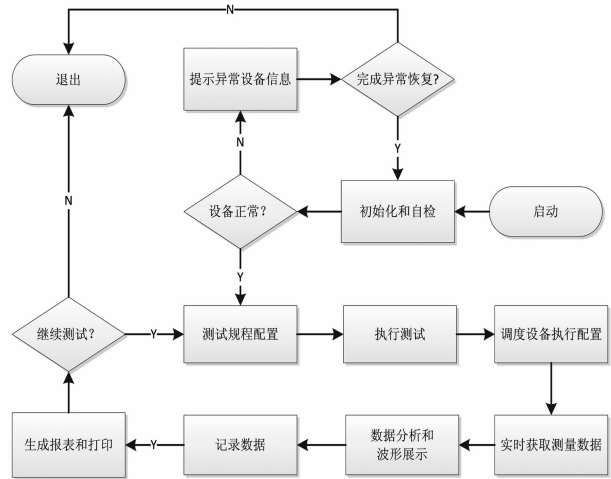 N
退出
提示异常设备信息
完成异常恢复?
N
Y
N
设备正常?
初始化和自检
启动
Y
继续测试?
Y
测试规程配置
执行测试
调度设备执行配置
生成报表和打印
Y
记录数据
数据分析和
波形展示
实时获取测量数据